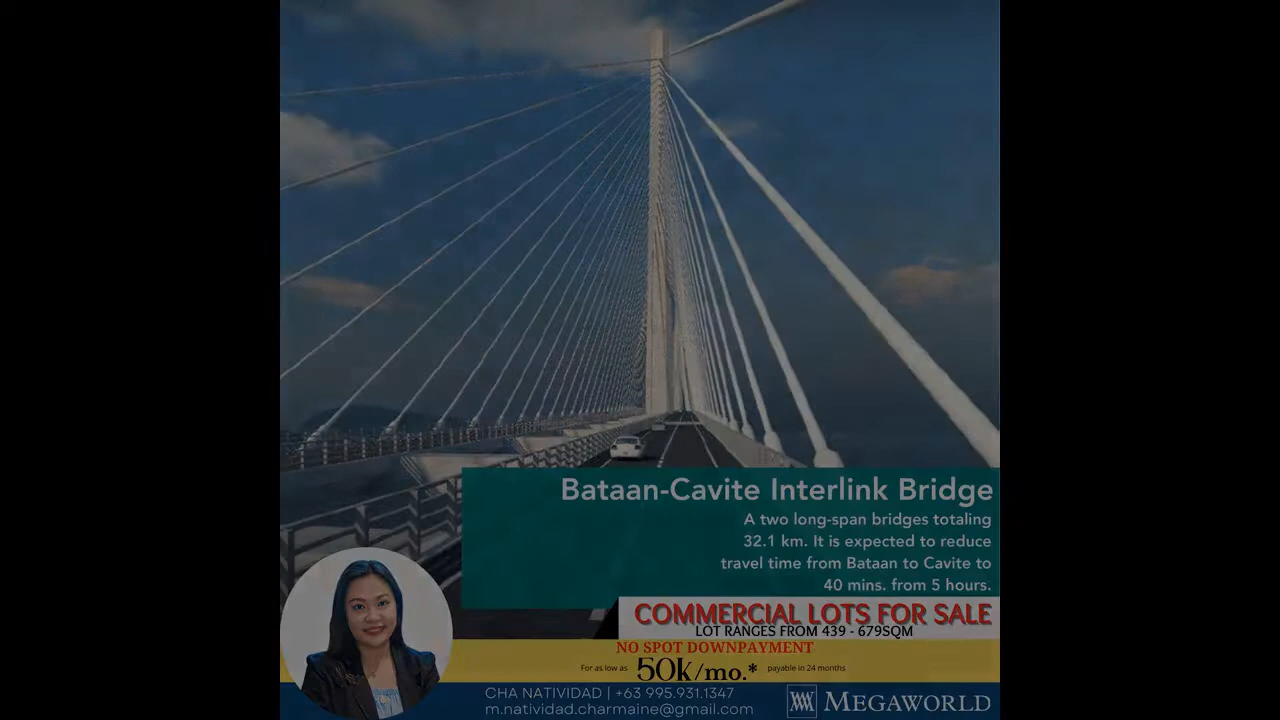 Bataan-Cavite Interlink Bridge
A two long-span bridges totaling
32.1 km. It is expected to reduce
travel time from Bataan to Cavite to
40 mins. from 5 hours.
COMMERCIAL LOTS FOR SALE
LOT RANGES FROM 439 - 679SQM
NO SPOT DOWNPAYMENT
For as low as 50k/mo.* payable in 24 months
CHA NATIVIDAD | +63 995.931.1347
m.natividad.charmaine@gmail.com
MEGAWORLD